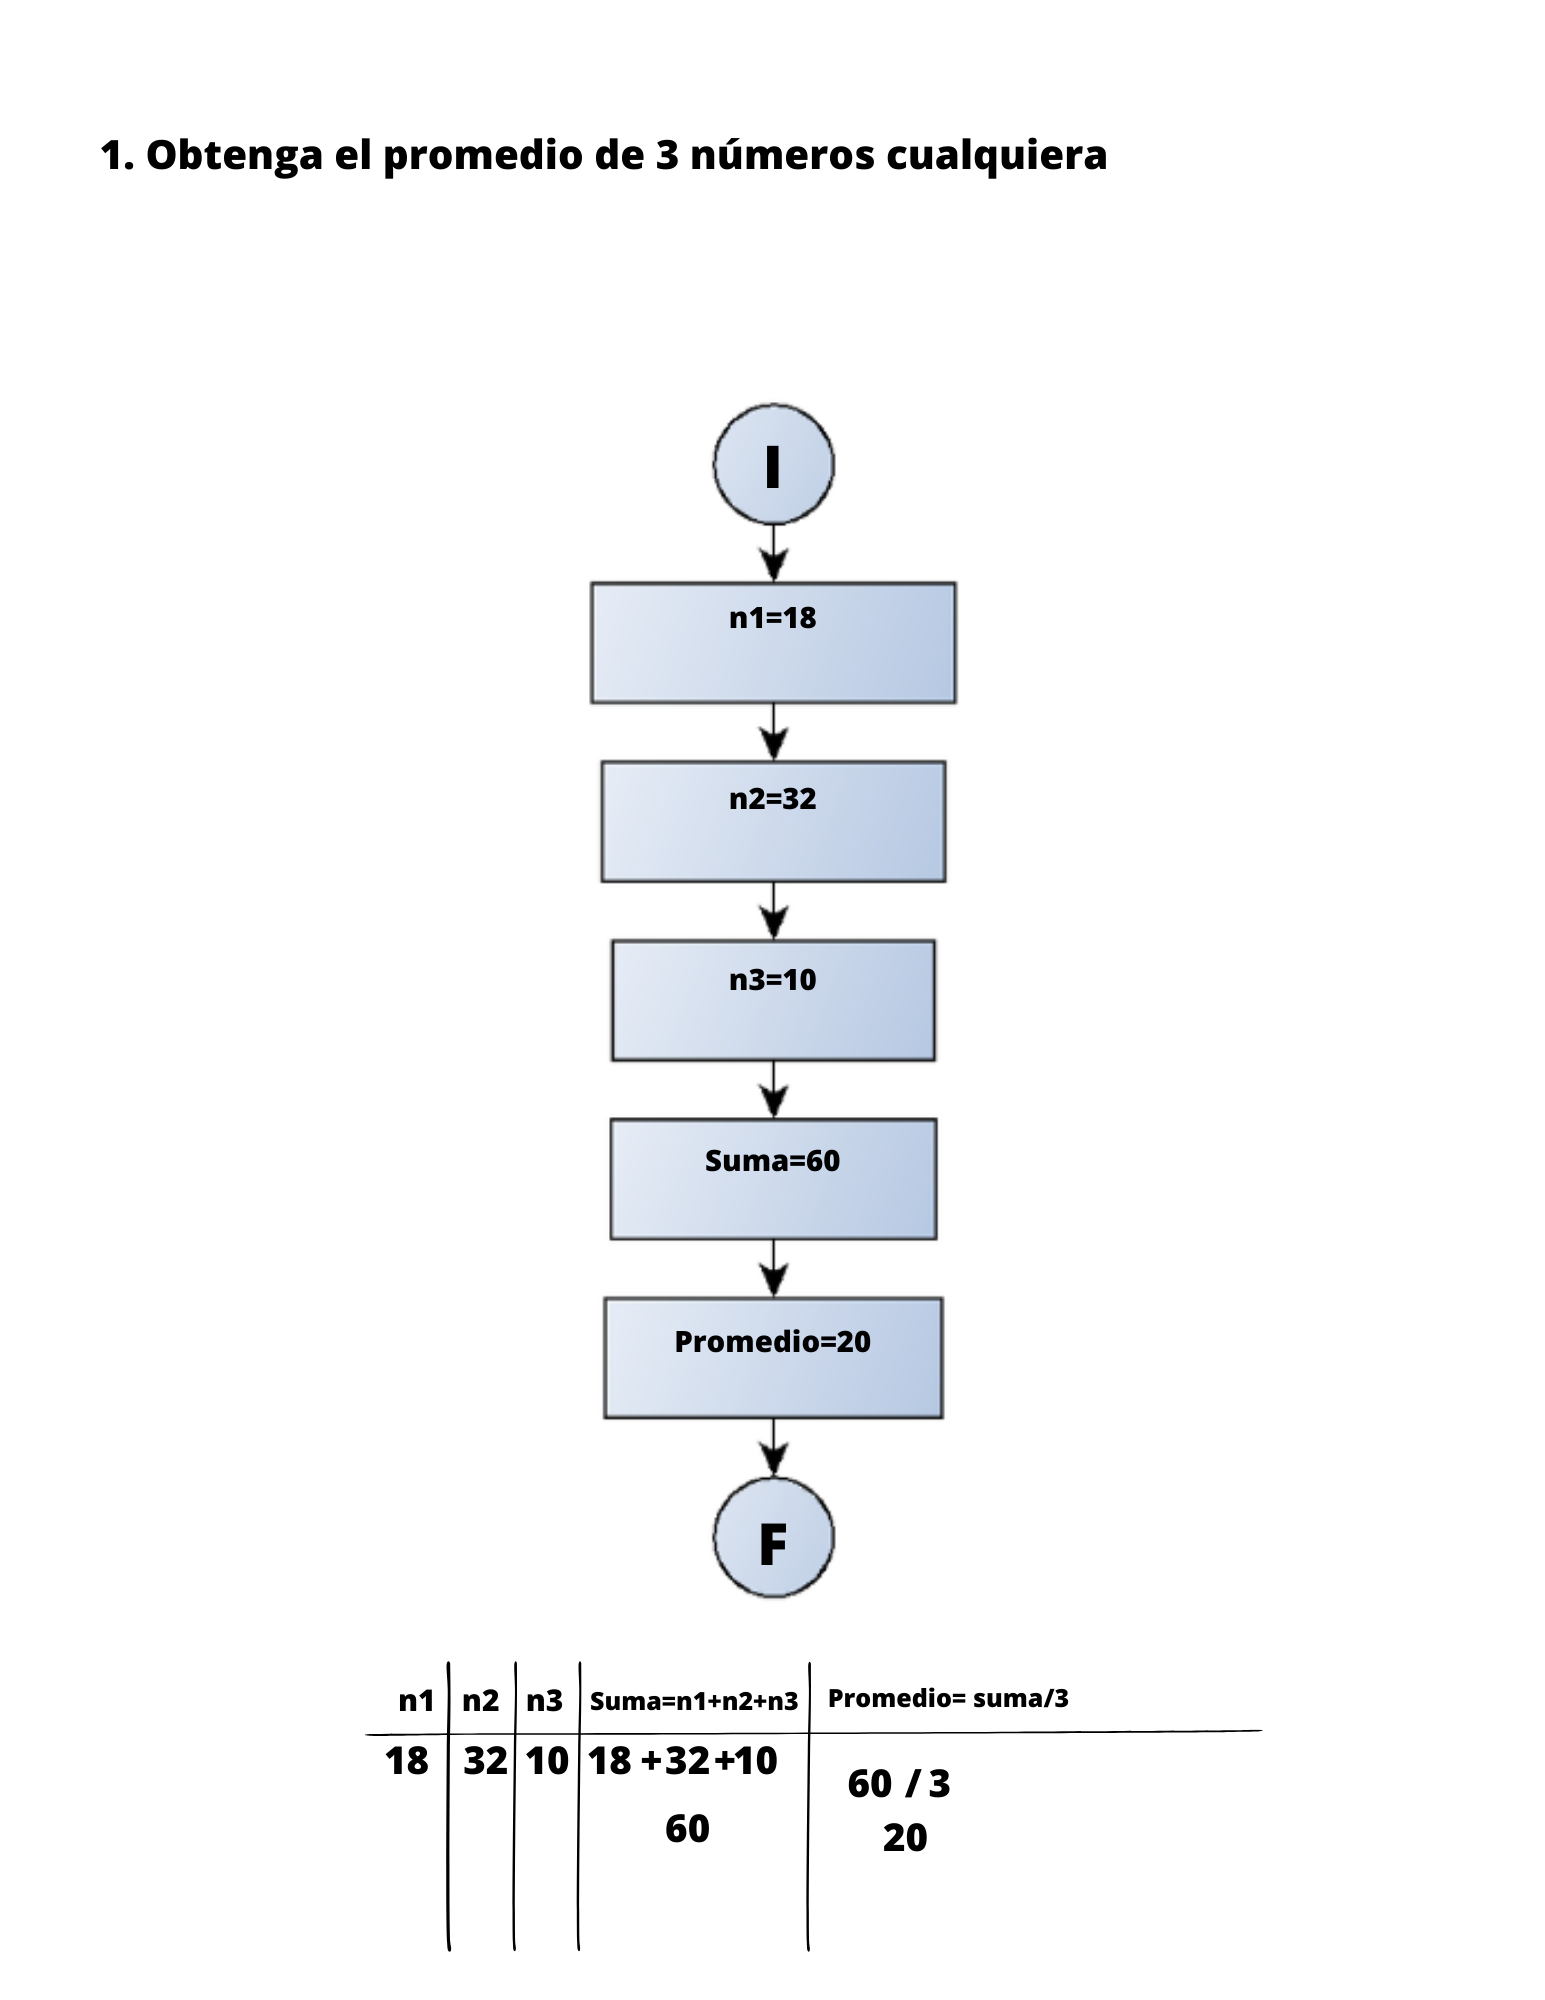 1. Obtenga el promedio de 3 números cualquiera
I
n1=18
n2=32
n3=10
Suma=60
Promedio=20
F
n1 n2 n3 Suma=n1+n2+n3 Promedio= suma/3
18 32 10 18 +32+10 60 / 3
60 20